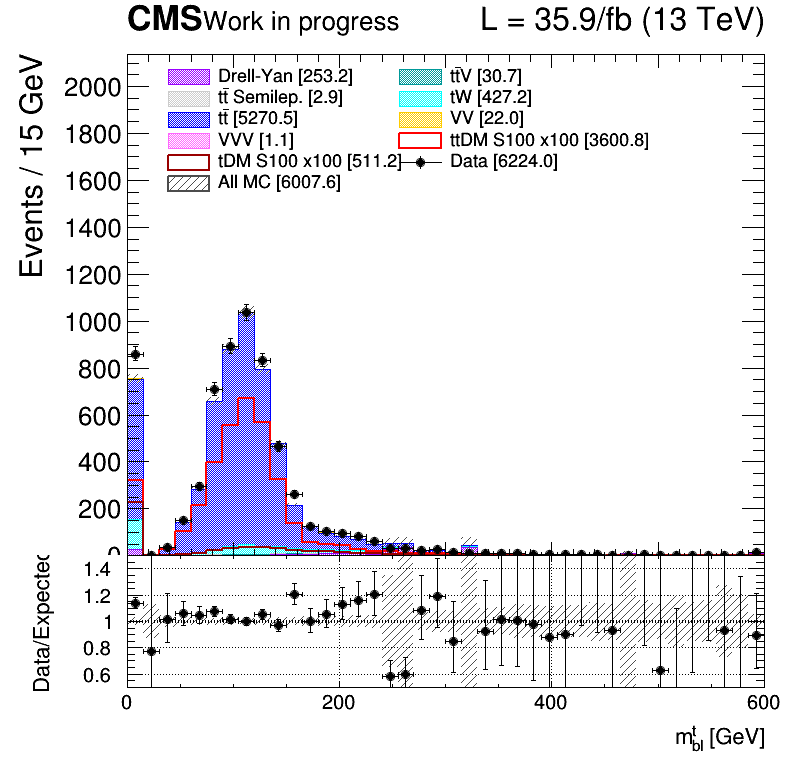 CMS Work in progress L = 35.9/fb (13 TeV)
Events / 15 GeV
Drell-Yan [253.2] tt̄V [30.7]
tt̄ Semilep. [2.9] tW [427.2]
tt̄ [5270.5] VV [22.0]
VVV [1.1] ttDM S100 x100 [3600.8]
tDM S100 x100 [511.2] Data [6224.0]
All MC [6007.6]
2000
1800
1600
1400
1200
1000
800
600
400
200
0
Data/Expected
1.4
1.2
1
0.8
0.6
0 200 400 600
m^t_bl [GeV]